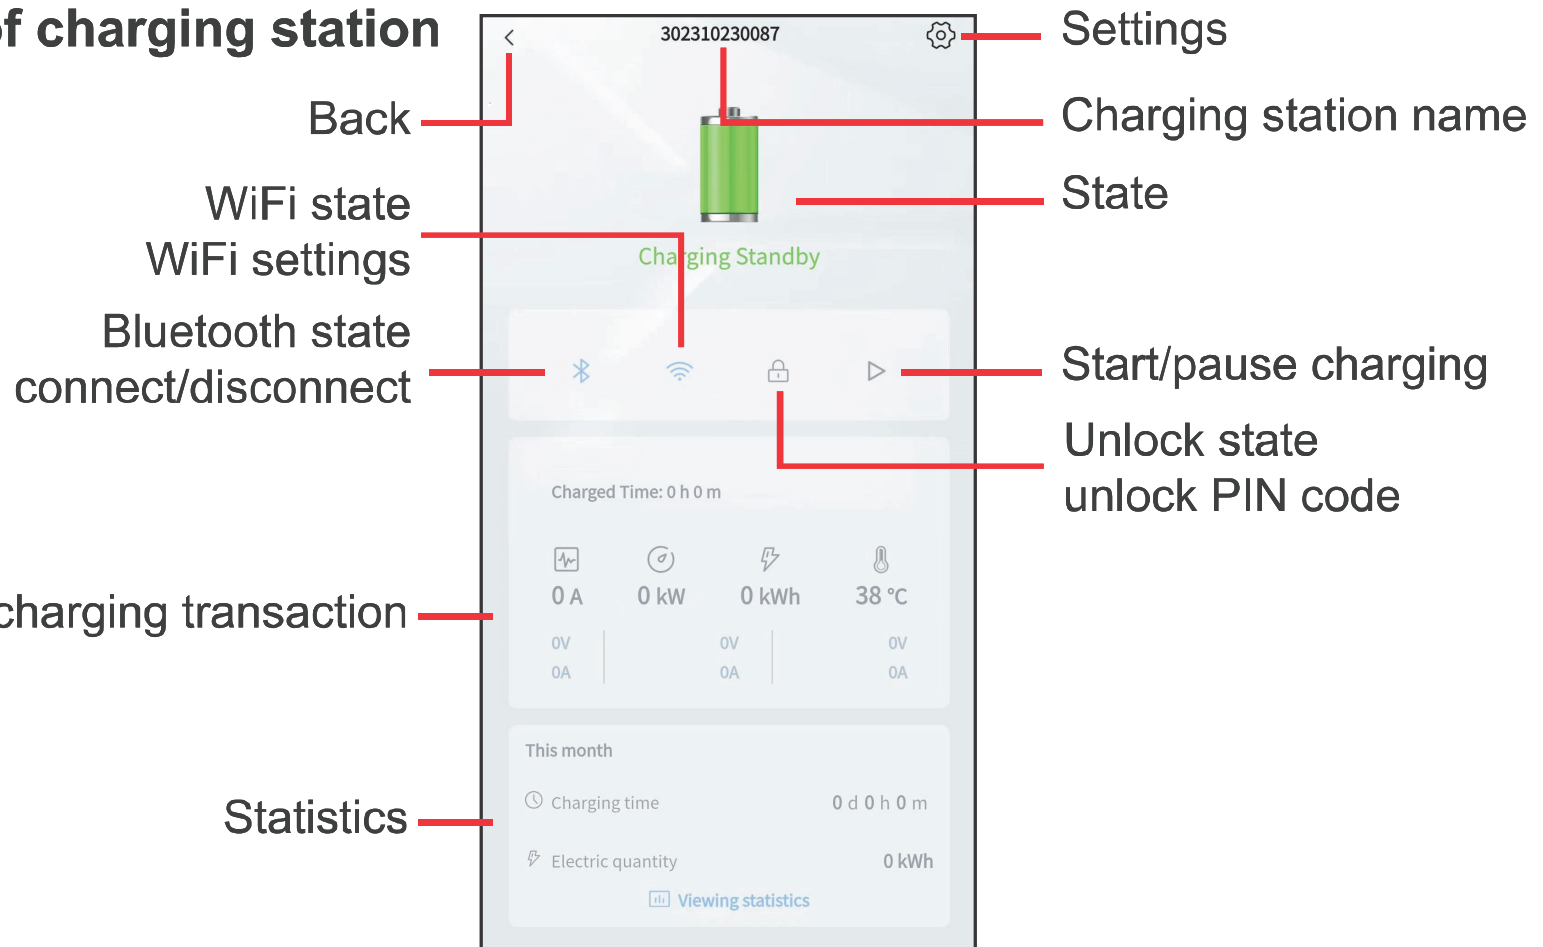 of charging station
302310230087
Settings
Back
Charging station name
WiFi state
WiFi settings
State
Charging Standby
Bluetooth state
connect/disconnect
Start/pause charging
Unlock state
unlock PIN code
Charged Time: 0 h 0 m
0 A 0 kW 0 kWh 38 °C
charging transaction
0V 0V 0V
0A 0A 0A
This month
Charging time 0 d 0 h 0 m
Statistics
Electric quantity 0 kWh
Viewing statistics